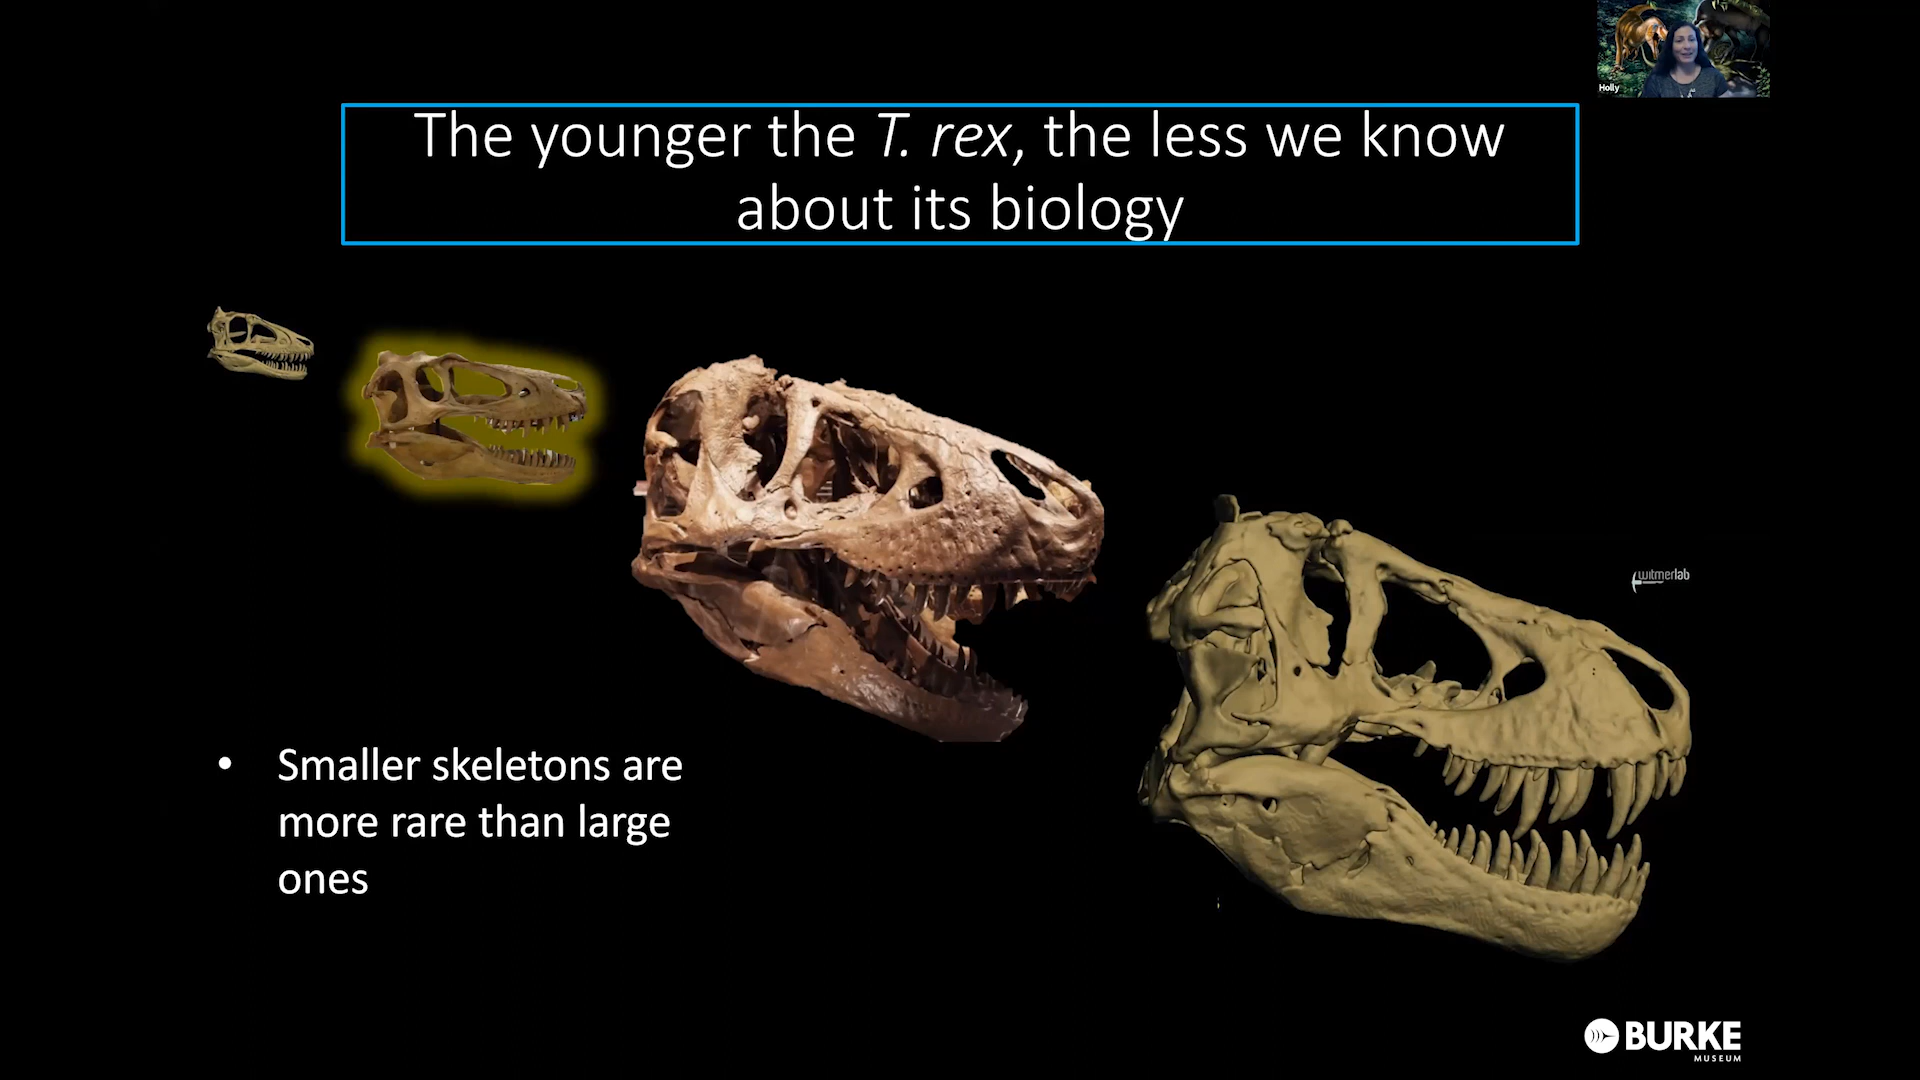 Holly
The younger the T. rex, the less we know
about its biology
witmerlab
• Smaller skeletons are
more rare than large
ones
BURKE
MUSEUM